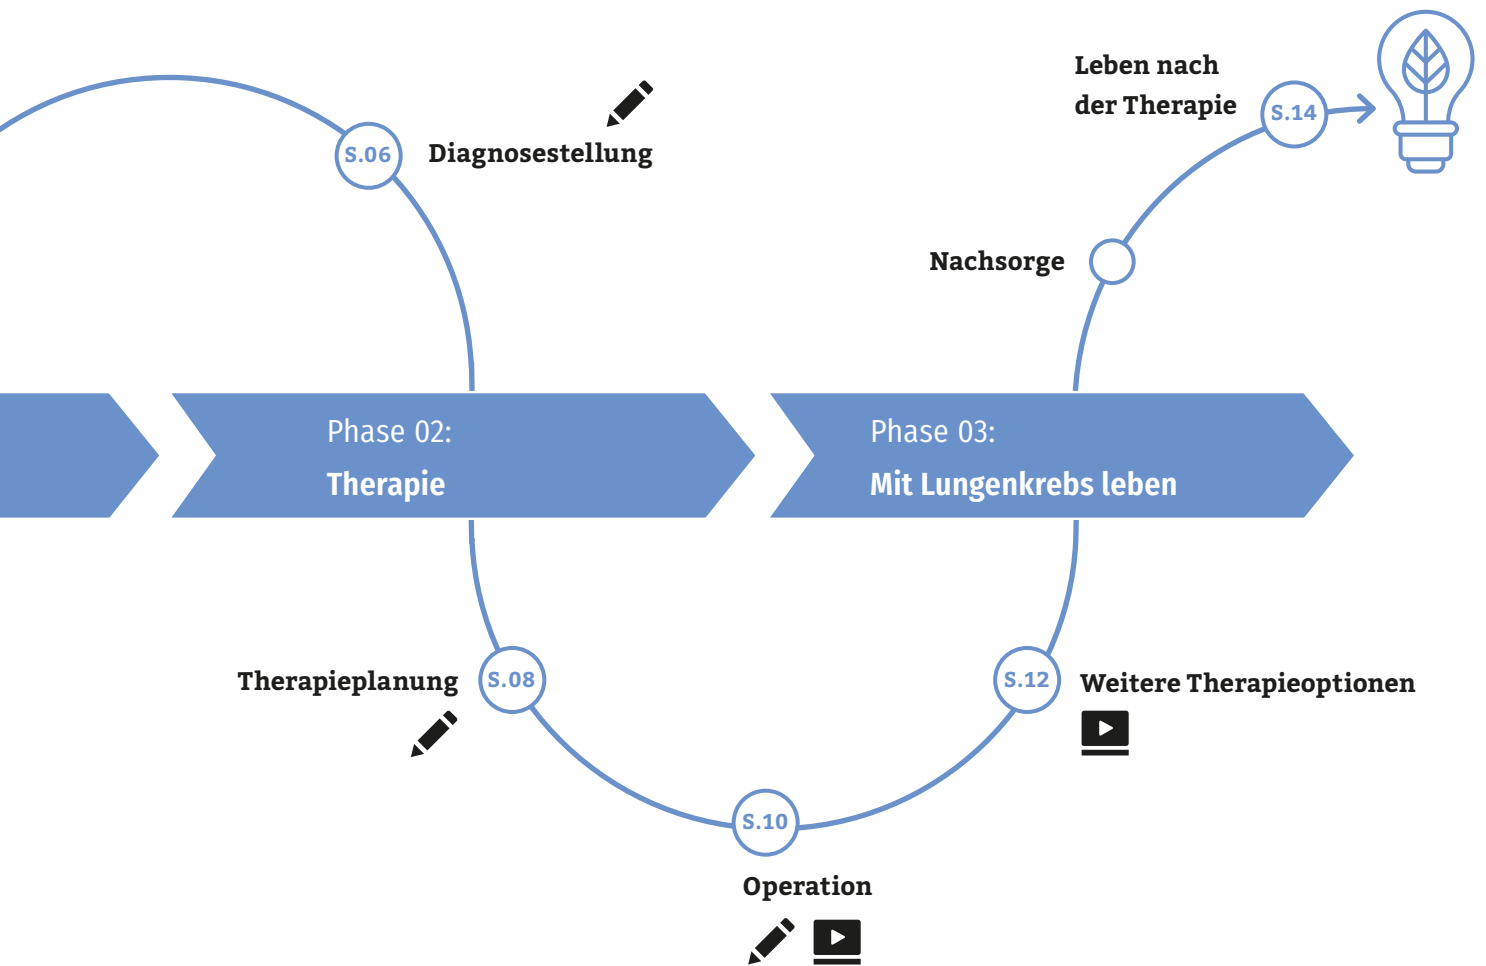 Leben nach
der Therapie
S.14
S.06
Diagnosestellung
Nachsorge
Phase 02:
Therapie
Phase 03:
Mit Lungenkrebs leben
Therapieplanung
S.08
S.12
Weitere Therapieoptionen
S.10
Operation